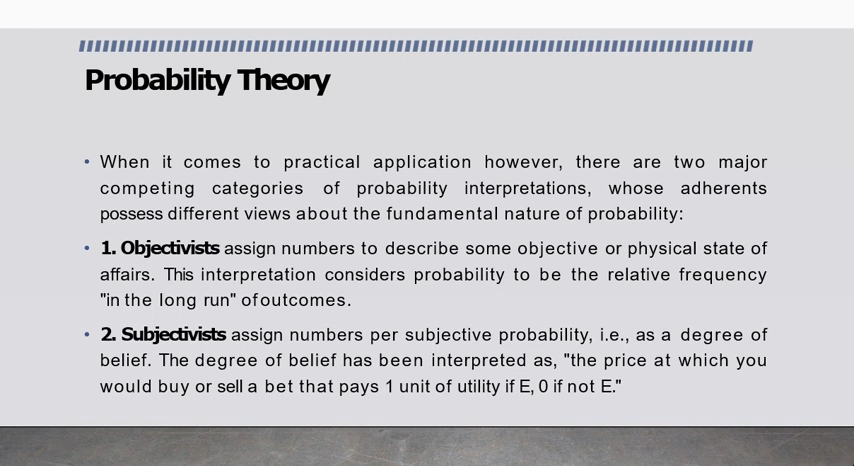 Probability Theory
• When it comes to practical application however, there are two major
competing categories of probability interpretations, whose adherents
possess different views about the fundamental nature of probability:
• 1. Objectivists assign numbers to describe some objective or physical state of
affairs. This interpretation considers probability to be the relative frequency
"in the long run" of outcomes.
• 2. Subjectivists assign numbers per subjective probability, i.e., as a degree of
belief. The degree of belief has been interpreted as, "the price at which you
would buy or sell a bet that pays 1 unit of utility if E, 0 if not E."